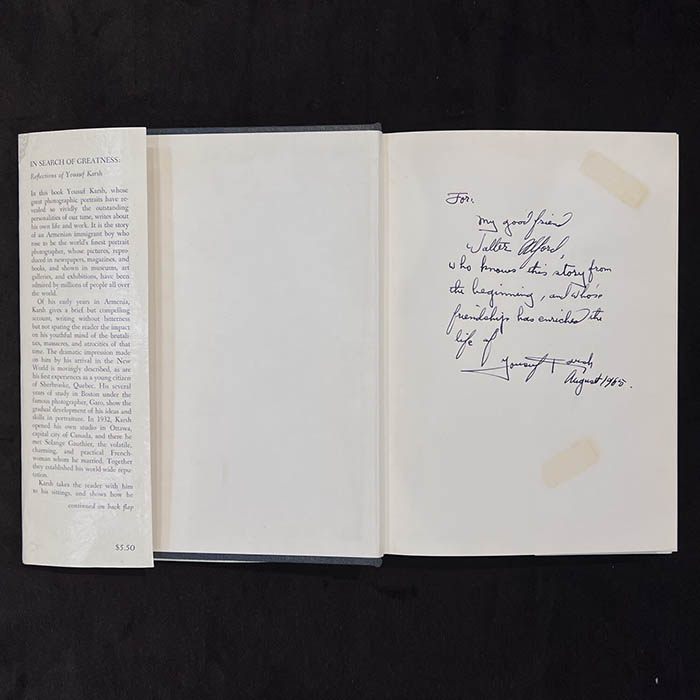 IN SEARCH OF GREATNESS:
Reflections of Yousuf Karsh
In this book Yousuf Karsh, whose
great photographic portraits have re-
vealed so vividly the outstanding
personalities of our time, writes about
his own life and work. It is the story
of an Armenian immigrant boy who
rose to be the world's finest portrait
photographer, whose pictures, repro-
duced in newspapers, magazines, and
books, and shown in museums, art
galleries, and exhibitions, have been
admired by millions of people all over
the world.
Of his early years in Armenia,
Karsh gives a brief but compelling
account, writing without bitterness
but not sparing the reader the impact
on his youthful mind of the brutali-
ties, massacres, and atrocities of that
time. The dramatic impression made
on him by his arrival in the New
World is movingly described, as are
his first experiences as a young citizen
of Sherbrooke, Quebec. His several
years of study in Boston under the
famous photographer, Garo, show the
gradual development of his ideas and
skills in portraiture. In 1932, Karsh
opened his own studio in Ottawa,
capital city of Canada, and there he
met Solange Gauthier, the volatile,
charming, and practical French-
woman whom he married. Together
they established his world wide repu-
tation.
Karsh takes the reader with him
to his sittings, and shows how he
continued on back flap
$5.50
For:
my good friend
Walter Alford,
who knows this story from
the beginning, and whose
friendship has enriched the
life of
Yousuf Karsh
August 1965.